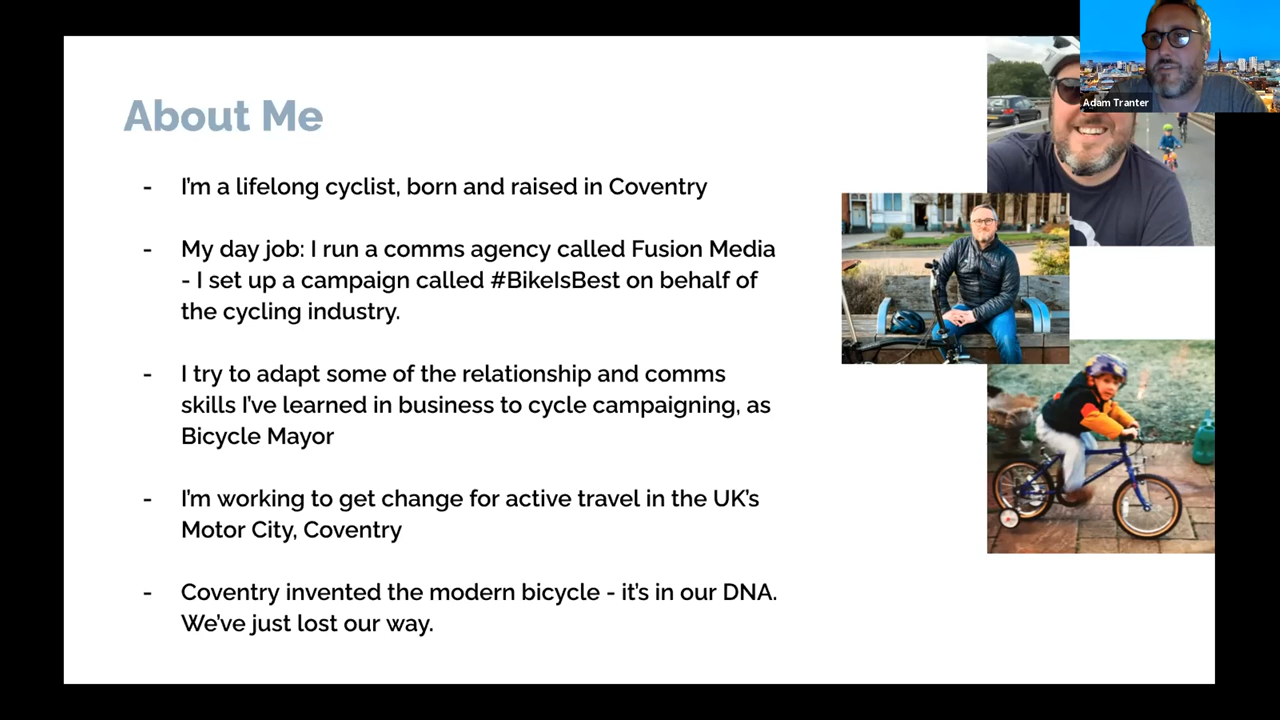 About Me
Adam Tranter
- I'm a lifelong cyclist, born and raised in Coventry
- My day job: I run a comms agency called Fusion Media
- I set up a campaign called #BikeIsBest on behalf of
the cycling industry.
- I try to adapt some of the relationship and comms
skills I've learned in business to cycle campaigning, as
Bicycle Mayor
- I'm working to get change for active travel in the UK's
Motor City, Coventry
- Coventry invented the modern bicycle - it's in our DNA.
We've just lost our way.